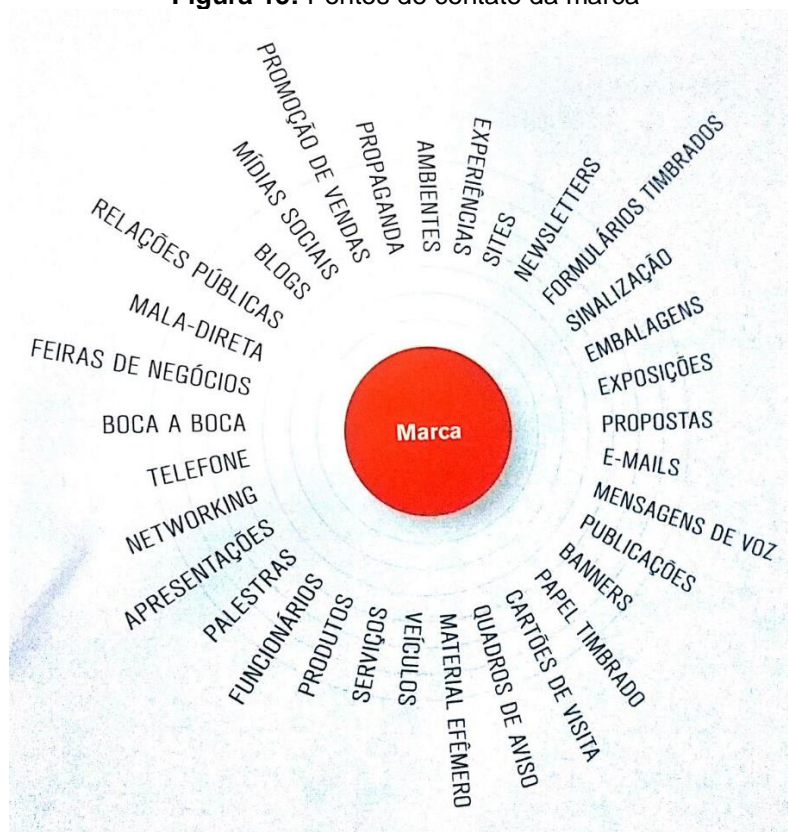 Figura 13: Pontos de contato da marca
PROMOÇÃO DE VENDAS
PROPAGANDA
AMBIENTES
EXPERIÊNCIAS
SITES
NEWSLETTERS
FORMULÁRIOS TIMBRADOS
SINALIZAÇÃO
EMBALAGENS
EXPOSIÇÕES
PROPOSTAS
E-MAILS
MENSAGENS DE VOZ
PUBLICAÇÕES
BANNERS
PAPEL TIMBRADO
CARTÕES DE VISITA
QUADROS DE AVISO
MATERIAL EFÊMERO
VEÍCULOS
SERVIÇOS
PRODUTOS
FUNCIONÁRIOS
PALESTRAS
APRESENTAÇÕES
NETWORKING
TELEFONE
BOCA A BOCA
FEIRAS DE NEGÓCIOS
MALA-DIRETA
RELAÇÕES PÚBLICAS
BLOGS
MÍDIAS SOCIAIS
Marca